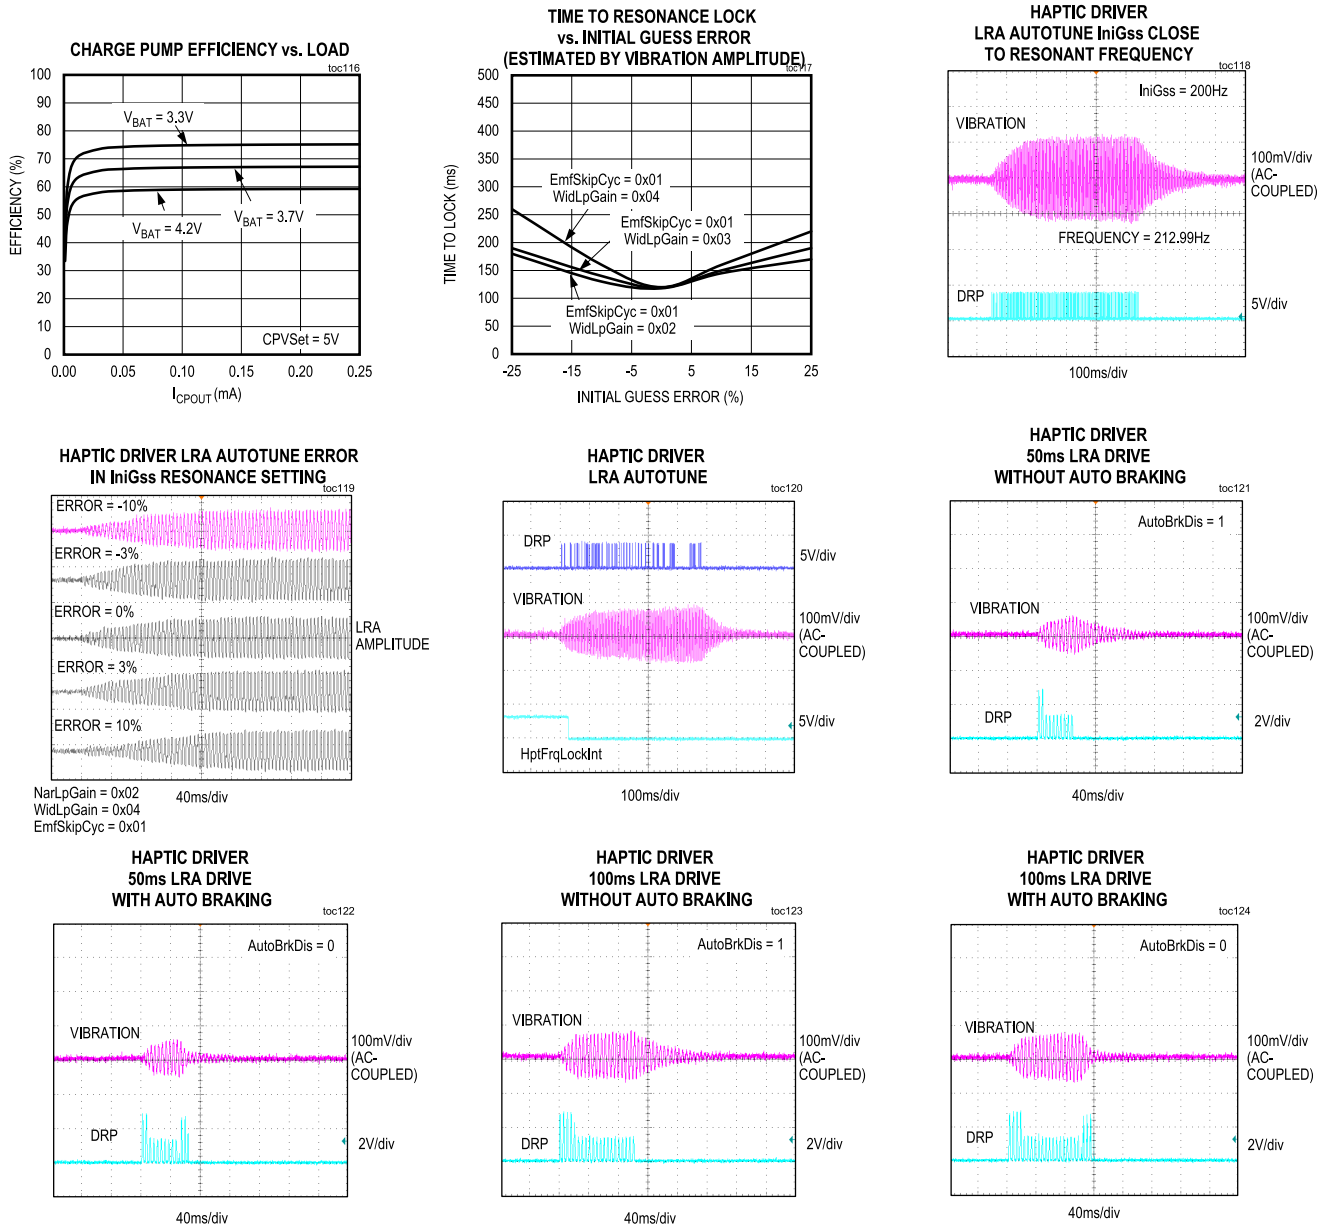 CHARGE PUMP EFFICIENCY vs. LOAD
toc116
EFFICIENCY (%)
100
90
80
70
60
50
40
30
20
10
0
VBAT = 3.3V
VBAT = 3.7V
VBAT = 4.2V
CPVSet = 5V
0.00 0.05 0.10 0.15 0.20 0.25
ICPOUT (mA)
TIME TO RESONANCE LOCK
vs. INITIAL GUESS ERROR
(ESTIMATED BY VIBRATION AMPLITUDE)
toc117
TIME TO LOCK (ms)
500
450
400
350
300
250
200
150
100
50
0
EmfSkipCyc = 0x01
WidLpGain = 0x04
EmfSkipCyc = 0x01
WidLpGain = 0x03
EmfSkipCyc = 0x01
WidLpGain = 0x02
-25 -15 -5 5 15 25
INITIAL GUESS ERROR (%)
HAPTIC DRIVER
LRA AUTOTUNE IniGss CLOSE
TO RESONANT FREQUENCY
toc118
IniGss = 200Hz
VIBRATION
100mV/div
(AC-
COUPLED)
FREQUENCY = 212.99Hz
DRP
5V/div
100ms/div
HAPTIC DRIVER LRA AUTOTUNE ERROR
IN IniGss RESONANCE SETTING
toc119
ERROR = -10%
ERROR = -3%
ERROR = 0%
LRA
AMPLITUDE
ERROR = 3%
ERROR = 10%
NarLpGain = 0x02
WidLpGain = 0x04
EmfSkipCyc = 0x01
40ms/div
HAPTIC DRIVER
LRA AUTOTUNE
toc120
DRP
5V/div
VIBRATION
100mV/div
(AC-
COUPLED)
5V/div
HptFrqLockInt
100ms/div
HAPTIC DRIVER
50ms LRA DRIVE
WITHOUT AUTO BRAKING
toc121
AutoBrkDis = 1
VIBRATION
100mV/div
(AC-
COUPLED)
DRP
2V/div
40ms/div
HAPTIC DRIVER
50ms LRA DRIVE
WITH AUTO BRAKING
toc122
AutoBrkDis = 0
VIBRATION
100mV/div
(AC-
COUPLED)
DRP
2V/div
40ms/div
HAPTIC DRIVER
100ms LRA DRIVE
WITHOUT AUTO BRAKING
toc123
AutoBrkDis = 1
VIBRATION
100mV/div
(AC-
COUPLED)
DRP
2V/div
40ms/div
HAPTIC DRIVER
100ms LRA DRIVE
WITH AUTO BRAKING
toc124
AutoBrkDis = 0
VIBRATION
100mV/div
(AC-
COUPLED)
DRP
2V/div
40ms/div